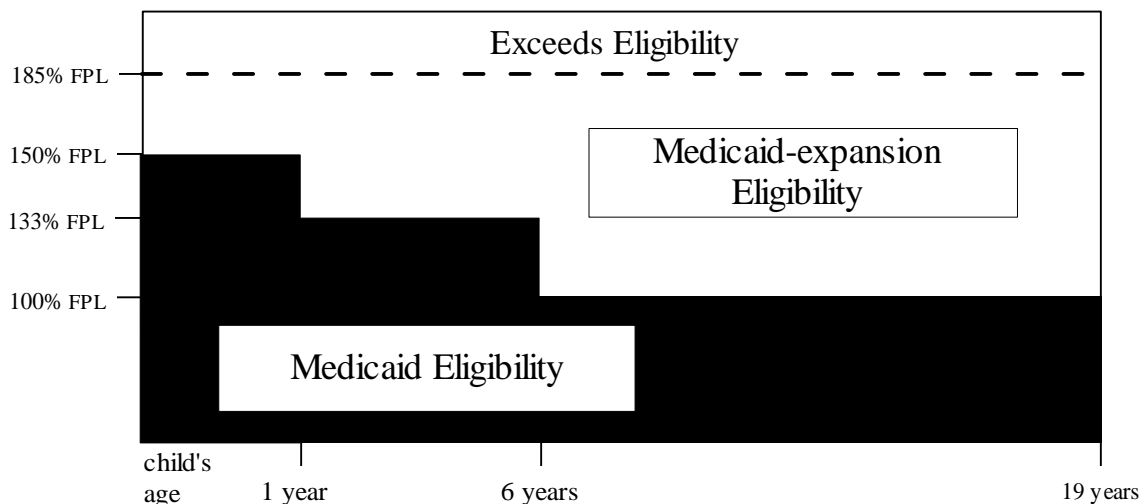 Exceeds Eligibility
185% FPL
150% FPL
Medicaid-expansion
Eligibility
133% FPL
100% FPL
Medicaid Eligibility
child's
age
1 year
6 years
19 years